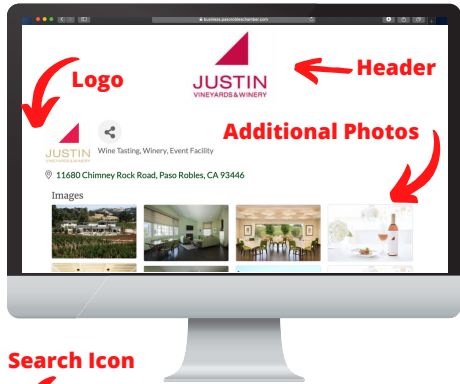 business.pasorobleschamber.com
JUSTIN
VINEYARDS & WINERY
Header
Logo
Additional Photos
JUSTIN
VINEYARDS & WINERY
Wine Tasting, Winery, Event Facility
11680 Chimney Rock Road, Paso Robles, CA 93446
Images
Search Icon